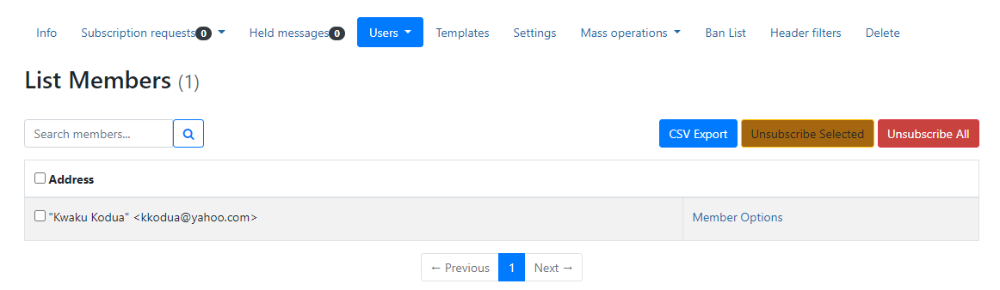 Info Subscription requests 0 Held messages 0 Users Templates Settings Mass operations Ban List Header filters Delete
List Members (1)
Search members... CSV Export Unsubscribe Selected Unsubscribe All
Address
"Kwaku Kodua" <kkodua@yahoo.com> Member Options
← Previous 1 Next →